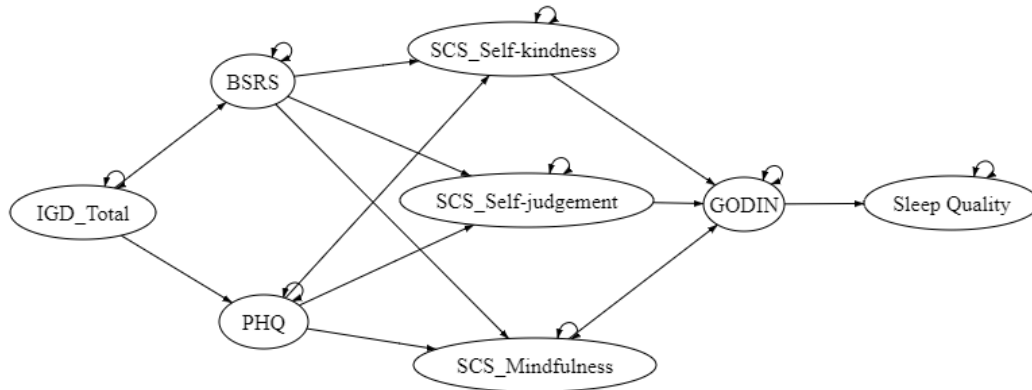 SCS_Self-kindness
BSRS
SCS_Self-judgement
IGD_Total
GODIN
Sleep Quality
PHQ
SCS_Mindfulness